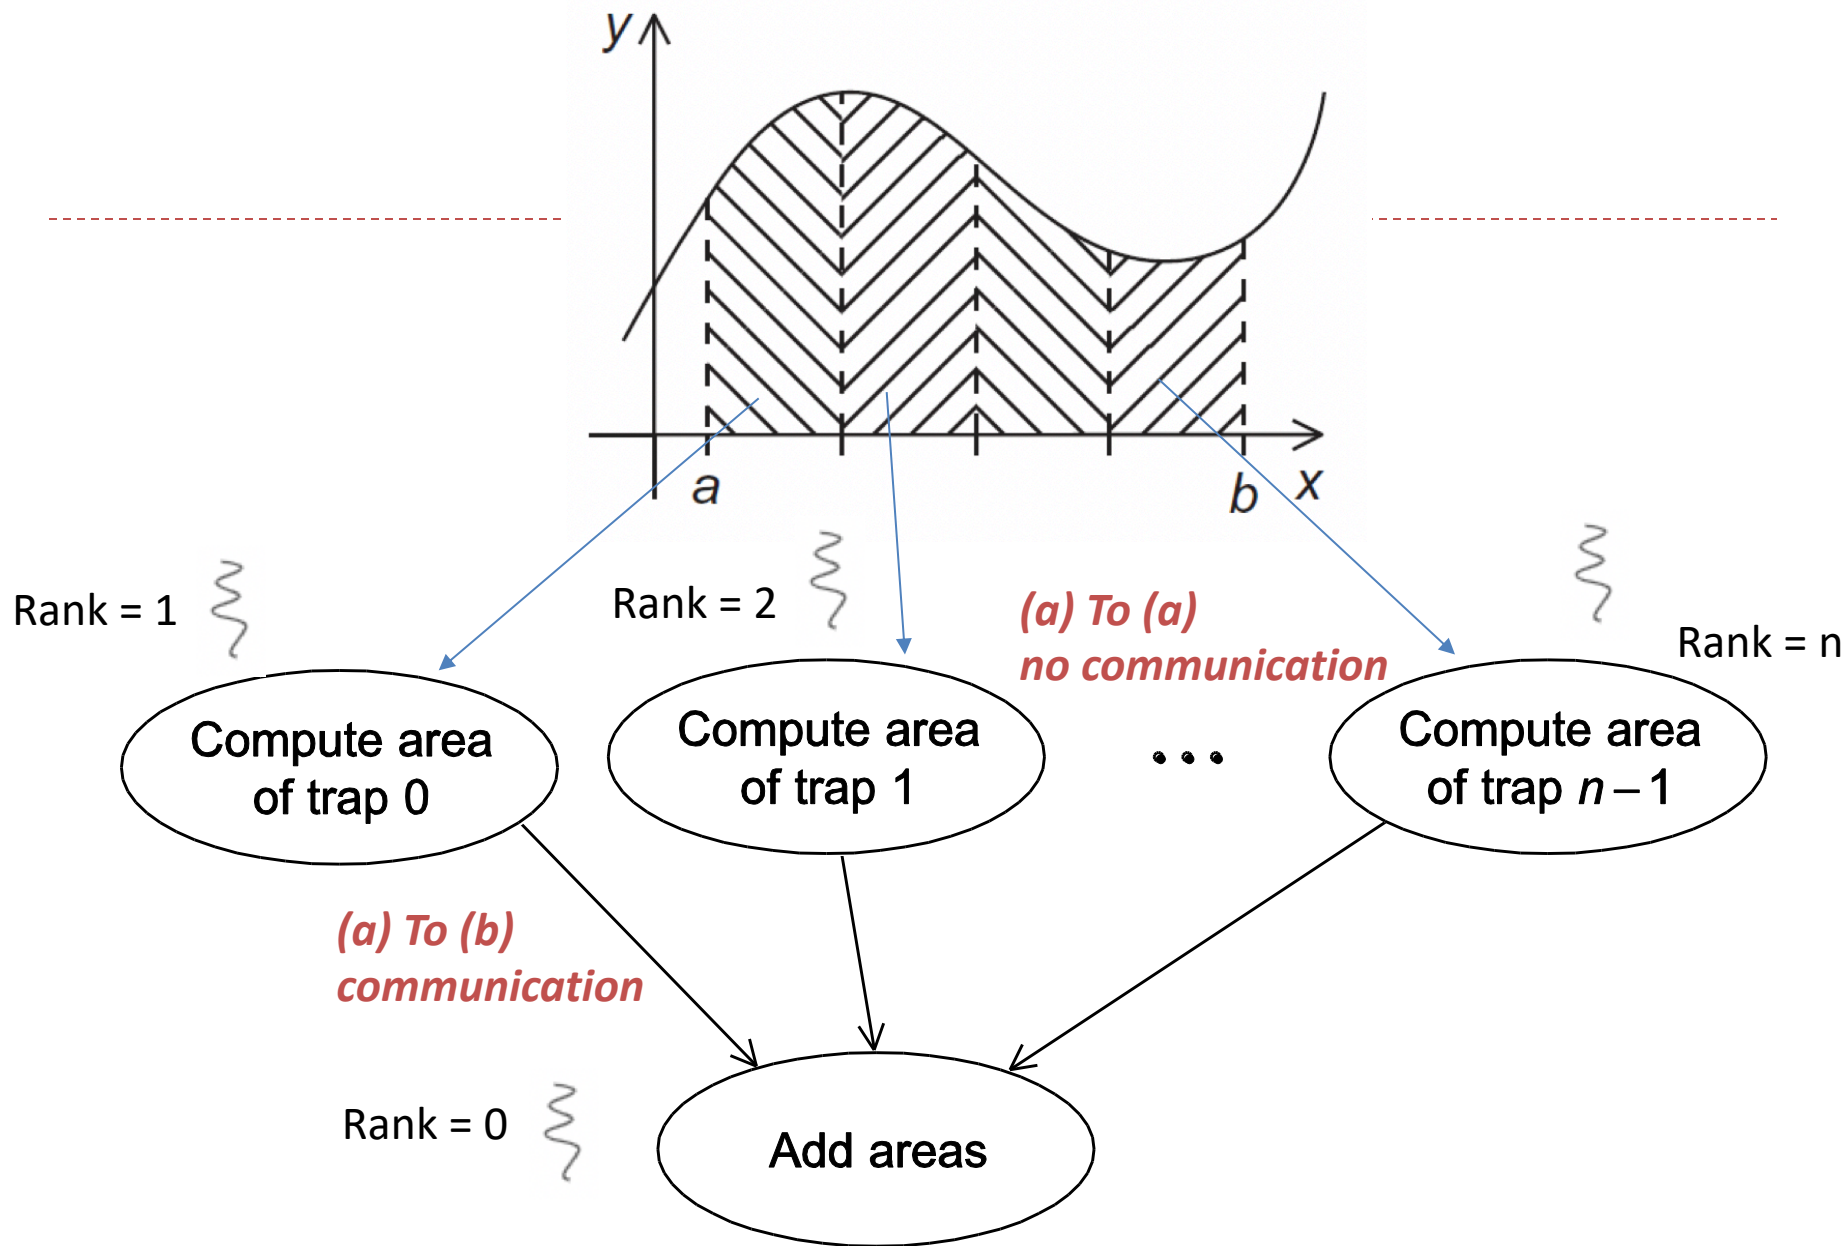 y
a
b
x
Rank = 1
Rank = 2
(a) To (a)
no communication
Rank = n
Compute area
of trap 0
Compute area
of trap 1
• • •
Compute area
of trap n – 1
(a) To (b)
communication
Rank = 0
Add areas